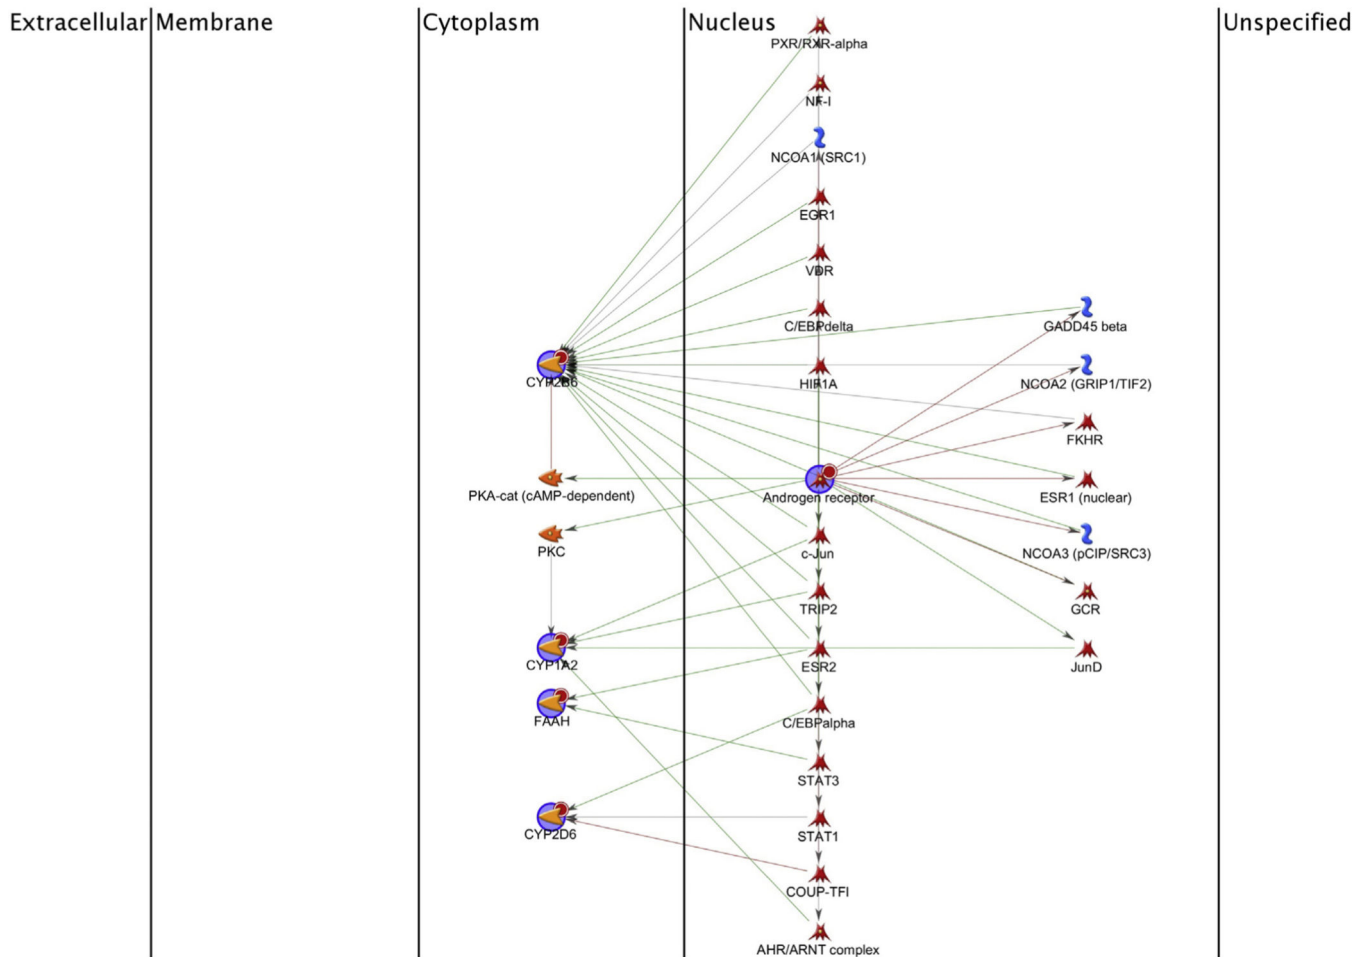 Extracellular
Membrane
Cytoplasm
Nucleus
Unspecified
PXR/RXR-alpha
NF-I
NCOA1 (SRC1)
EGR1
VDR
C/EBPdelta
GADD45 beta
CYP2B6
HIF1A
NCOA2 (GRIP1/TIF2)
FKHR
PKA-cat (cAMP-dependent)
Androgen receptor
ESR1 (nuclear)
PKC
c-Jun
NCOA3 (pCIP/SRC3)
TRIP2
GCR
CYP1A2
ESR2
JunD
FAAH
C/EBPalpha
STAT3
CYP2D6
STAT1
COUP-TFI
AHR/ARNT complex